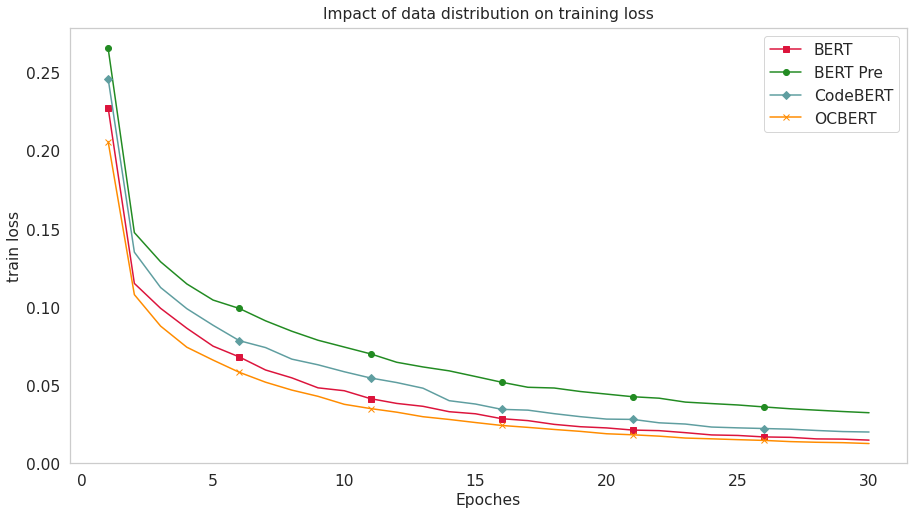 Impact of data distribution on training loss
BERT
BERT Pre
CodeBERT
OCBERT
train loss
0.25
0.20
0.15
0.10
0.05
0.00
0 5 10 15 20 25 30
Epoches